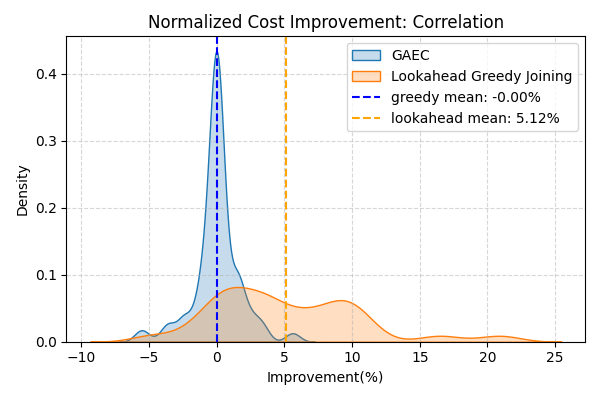 Normalized Cost Improvement: Correlation
GAEC
Lookahead Greedy Joining
greedy mean: -0.00%
lookahead mean: 5.12%
Density
0.4
0.3
0.2
0.1
0.0
−10 −5 0 5 10 15 20 25
Improvement(%)